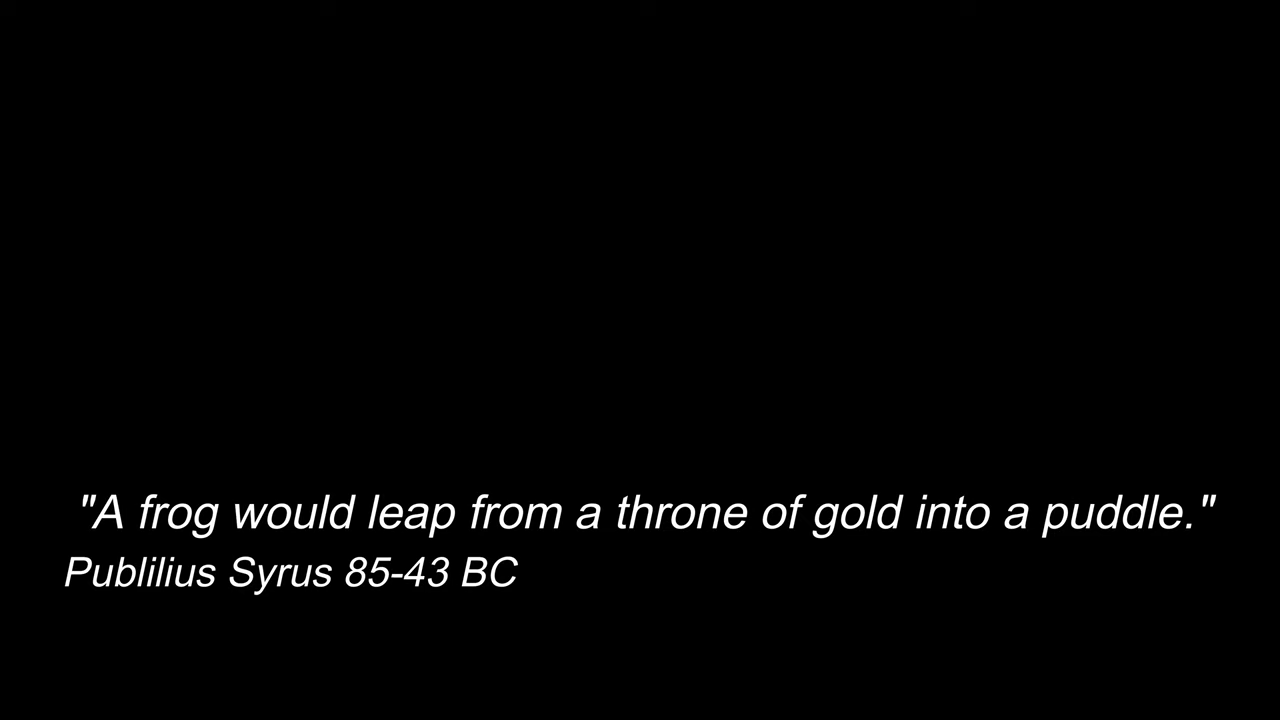 "A frog would leap from a throne of gold into a puddle."
Publilius Syrus 85-43 BC